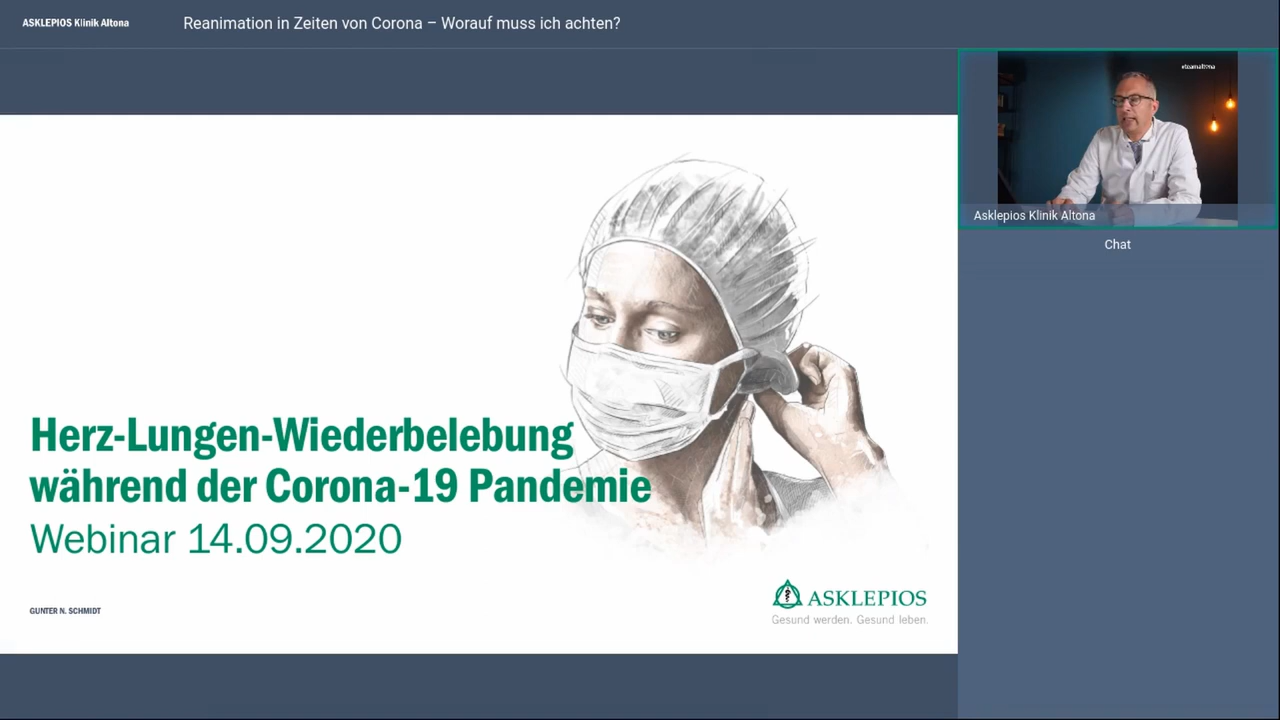 ASKLEPIOS Klinik Altona
Reanimation in Zeiten von Corona – Worauf muss ich achten?
#teamaltona
Asklepios Klinik Altona
Chat
Herz-Lungen-Wiederbelebung
während der Corona-19 Pandemie
Webinar 14.09.2020
GUNTER N. SCHMIDT
ASKLEPIOS
Gesund werden. Gesund leben.